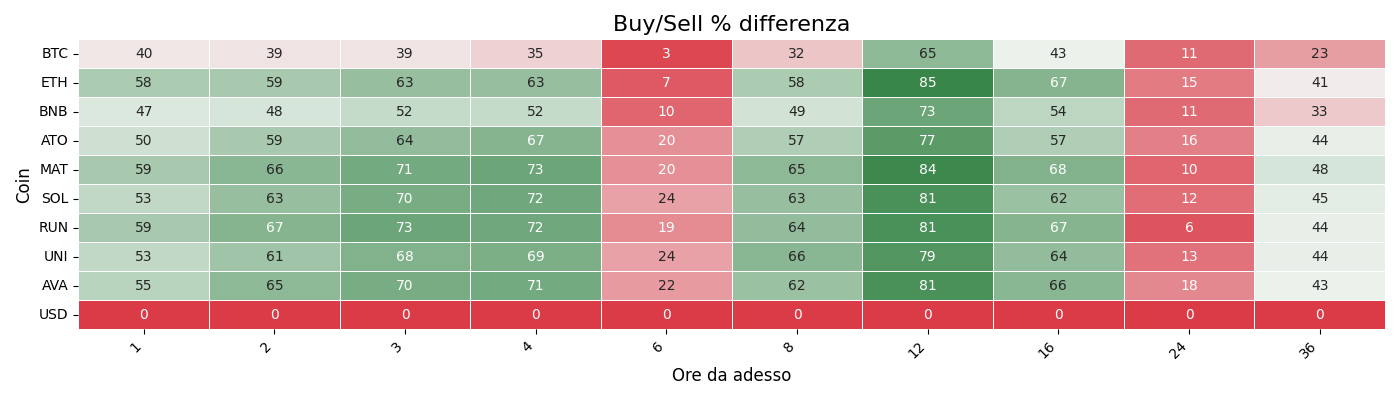 Buy/Sell % differenza
Coin
BTC 40 39 39 35 3 32 65 43 11 23
ETH 58 59 63 63 7 58 85 67 15 41
BNB 47 48 52 52 10 49 73 54 11 33
ATO 50 59 64 67 20 57 77 57 16 44
MAT 59 66 71 73 20 65 84 68 10 48
SOL 53 63 70 72 24 63 81 62 12 45
RUN 59 67 73 72 19 64 81 67 6 44
UNI 53 61 68 69 24 66 79 64 13 44
AVA 55 65 70 71 22 62 81 66 18 43
USD 0 0 0 0 0 0 0 0 0 0
1 2 3 4 6 8 12 16 24 36
Ore da adesso